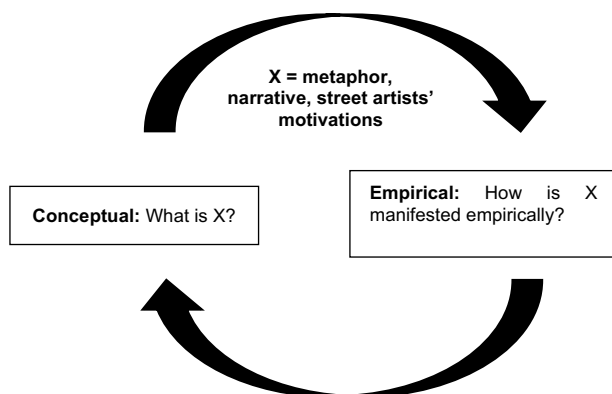 X = metaphor,
narrative, street artists’
motivations
Conceptual: What is X?
Empirical: How is X
manifested empirically?